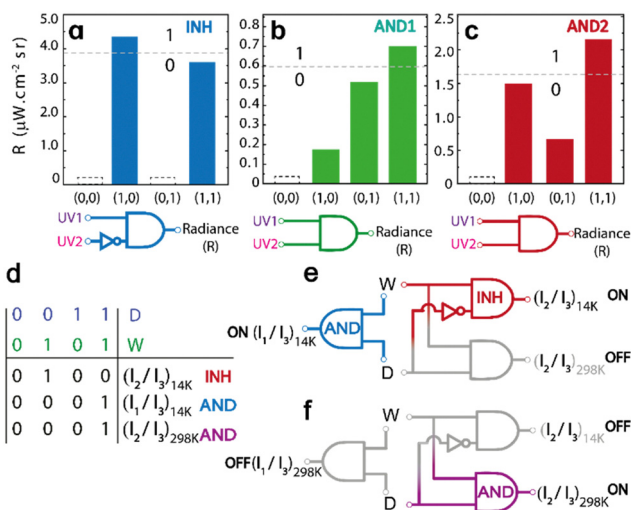 a
INH
5.0
4.0
3.0
2.0
1.0
0
R (μW.cm⁻² sr)
1
0
(0,0) (1,0) (0,1) (1,1)
UV1
UV2
Radiance
(R)
b
AND1
0.8
0.7
0.6
0.5
0.4
0.3
0.2
0.1
0
1
0
(0,0) (1,0) (0,1) (1,1)
UV1
UV2
Radiance
(R)
c
AND2
2.5
2.0
1.5
1.0
0.5
0
1
0
(0,0) (1,0) (0,1) (1,1)
UV1
UV2
Radiance
(R)
d
0 0 1 1 D
0 1 0 1 W
0 1 0 0 (I₂/I₃)14K INH
0 0 0 1 (I₁/I₃)14K AND
0 0 0 1 (I₂/I₃)298K AND
e
W
INH
(I₂/I₃)14K ON
ON (I₁/I₃)14K
AND
D
(I₂/I₃)298K OFF
f
W
(I₂/I₃)14K OFF
OFF (I₁/I₃)298K
D
AND
(I₂/I₃)298K ON